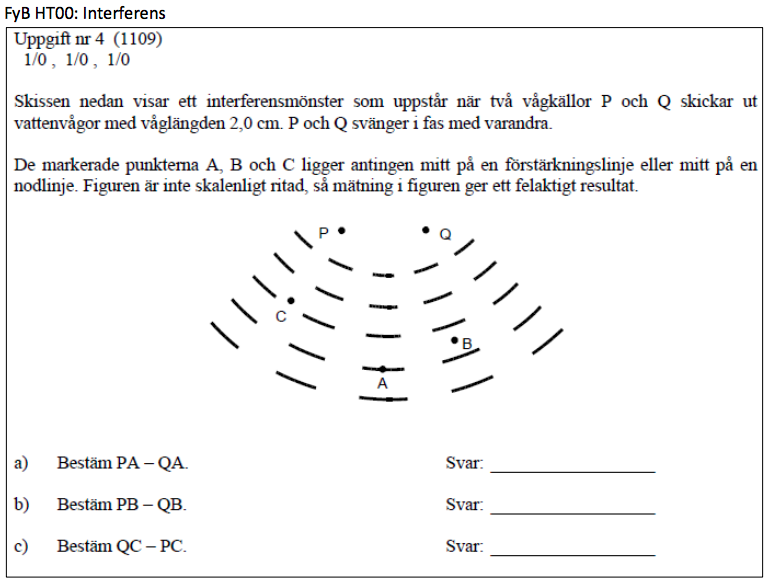 FyB HT00: Interferens
Uppgift nr 4 (1109)
1/0 , 1/0 , 1/0
Skissen nedan visar ett interferensmönster som uppstår när två vågkällor P och Q skickar ut
vattenvågor med våglängden 2,0 cm. P och Q svänger i fas med varandra.
De markerade punkterna A, B och C ligger antingen mitt på en förstärkningslinje eller mitt på en
nodlinje. Figuren är inte skalenligt ritad, så mätning i figuren ger ett felaktigt resultat.
P Q
C
B
A
a) Bestäm PA – QA. Svar:
b) Bestäm PB – QB. Svar:
c) Bestäm QC – PC. Svar: